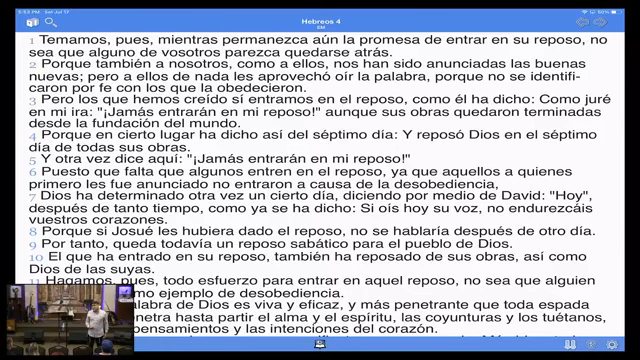 5:52 PM Sat Jul 17
50%
Hebreos 4
EM
1 Temamos, pues, mientras permanezca aún la promesa de entrar en su reposo, no
sea que alguno de vosotros parezca quedarse atrás.
2 Porque también a nosotros, como a ellos, nos han sido anunciadas las buenas
nuevas; pero a ellos de nada les aprovechó oír la palabra, porque no se identifi-
caron por fe con los que la obedecieron.
3 Pero los que hemos creído sí entramos en el reposo, como él ha dicho: Como juré
en mi ira: "¡Jamás entrarán en mi reposo!" aunque sus obras quedaron terminadas
desde la fundación del mundo.
4 Porque en cierto lugar ha dicho así del séptimo día: Y reposó Dios en el séptimo
día de todas sus obras.
5 Y otra vez dice aquí: "¡Jamás entrarán en mi reposo!"
6 Puesto que falta que algunos entren en el reposo, ya que aquellos a quienes
primero les fue anunciado no entraron a causa de la desobediencia,
7 Dios ha determinado otra vez un cierto día, diciendo por medio de David: "Hoy",
después de tanto tiempo, como ya se ha dicho: Si oís hoy su voz, no endurezcáis
vuestros corazones.
8 Porque si Josué les hubiera dado el reposo, no se hablaría después de otro día.
9 Por tanto, queda todavía un reposo sabático para el pueblo de Dios.
10 El que ha entrado en su reposo, también ha reposado de sus obras, así como
Dios de las suyas.
11 Hagamos, pues, todo esfuerzo para entrar en aquel reposo, no sea que alguien
mo ejemplo de desobediencia.
alabra de Dios es viva y eficaz, y más penetrante que toda espada
netra hasta partir el alma y el espíritu, las coyunturas y los tuétanos,
pensamientos y las intenciones del corazón.